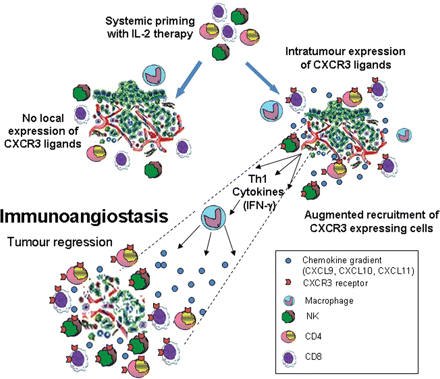 Systemic priming
with IL-2 therapy
Intratumour expression
of CXCR3 ligands
No local
expression of
CXCR3 ligands
Th1
Cytokines
(IFN-γ)
Augmented recruitment of
CXCR3 expressing cells
Immunoangiostasis
Tumour regression
Chemokine gradient
(CXCL9, CXCL10, CXCL11)
CXCR3 receptor
Macrophage
NK
CD4
CD8